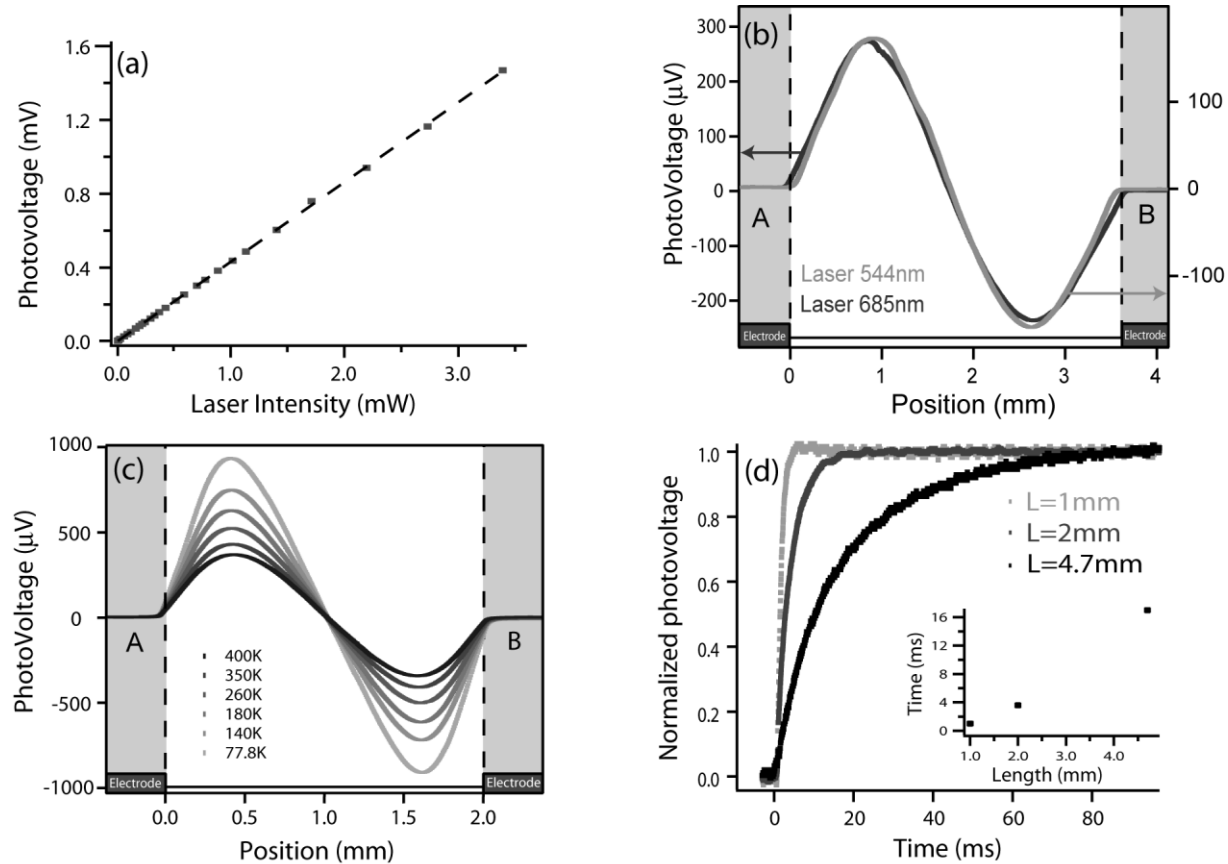 (a)
1.6
1.2
0.8
0.4
0.0
Photovoltage (mV)
0.0 1.0 2.0 3.0
Laser Intensity (mW)
(b)
300
200
100
0
-100
-200
PhotoVoltage (µV)
100
0
-100
A
B
Laser 544nm
Laser 685nm
Electrode
Electrode
0 1 2 3 4
Position (mm)
(c)
1000
500
0
-500
-1000
PhotoVoltage (µV)
A
B
400K
350K
260K
180K
140K
77.8K
Electrode
Electrode
0.0 0.5 1.0 1.5 2.0
Position (mm)
(d)
1.0
0.8
0.6
0.4
0.2
0.0
Normalized photovoltage
L=1mm
L=2mm
L=4.7mm
16
12
8
4
0
Time (ms)
1.0 2.0 3.0 4.0
Length (mm)
0 20 40 60 80
Time (ms)